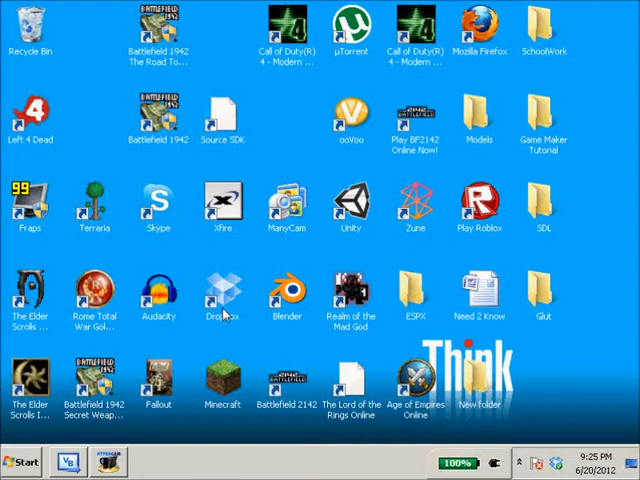 Recycle Bin
Battlefield 1942
The Road To...
Call of Duty(R)
4 - Modern ...
µTorrent
Call of Duty(R)
4 - Modern ...
Mozilla Firefox
SchoolWork
Left 4 Dead
Battlefield 1942
Source SDK
ooVoo
Play BF2142
Online Now!
Models
Game Maker
Tutorial
99
Fraps
Terraria
Skype
Xfire
ManyCam
Unity
Zune
Play Roblox
SDL
The Elder
Scrolls ...
Rome Total
War Gol...
Audacity
Dropbox
Blender
Realm of the
Mad God
ESPX
Need 2 Know
Glut
Think
The Elder
Scrolls I...
Battlefield 1942
Secret Weap...
Fallout
Minecraft
Battlefield 2142
The Lord of the
Rings Online
Age of Empires
Online
New folder
Start
VB
100%
9:25 PM
6/20/2012